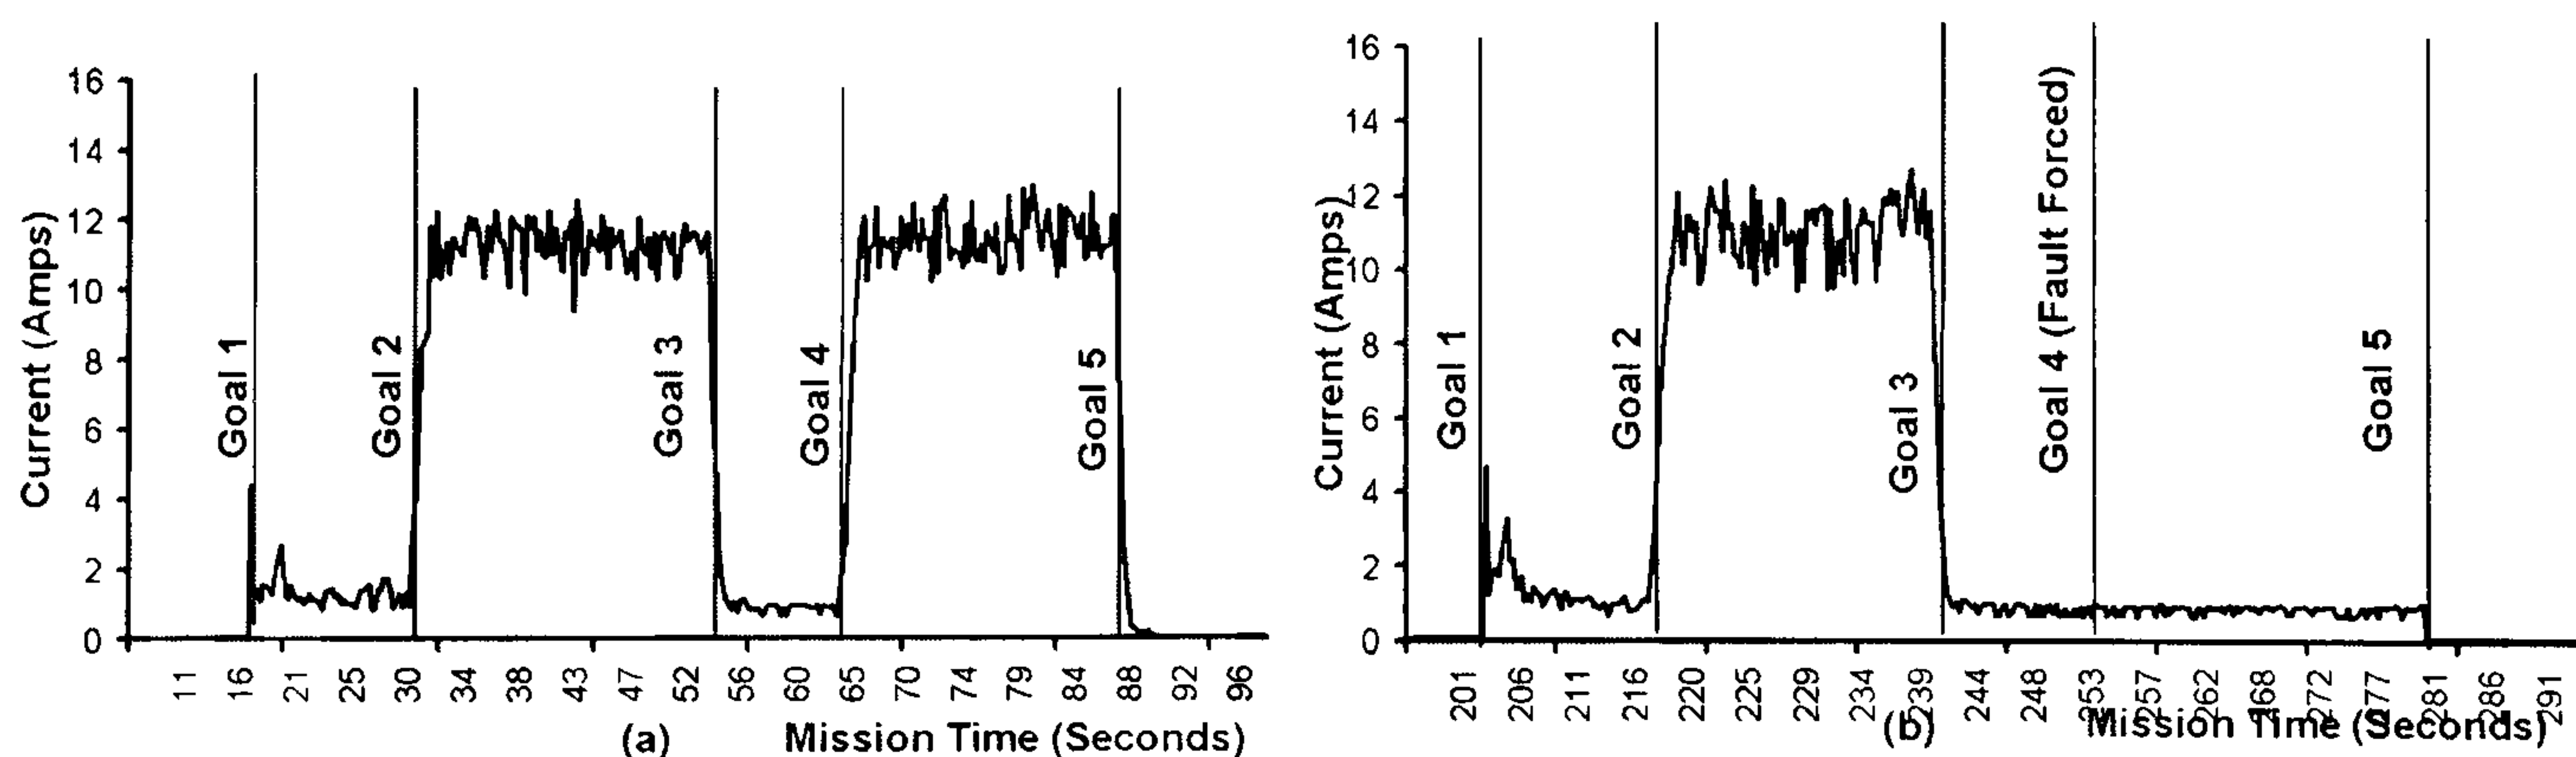 16
14
12
10
8
6
4
2
0
Current (Amps)
Goal 1
Goal 2
Goal 3
Goal 4
Goal 5
11 16 21 25 30 34 38 43 47 52 56 60 65 70 74 79 84 88 92 96
(a) Mission Time (Seconds)
16
14
12
10
8
6
4
2
0
Current (Amps)
Goal 1
Goal 2
Goal 3
Goal 4 (Fault Forced)
Goal 5
201 206 211 216 220 225 229 234 239 244 248 253 257 262 268 272 277 281 286 291
(b) Mission Time (Seconds)